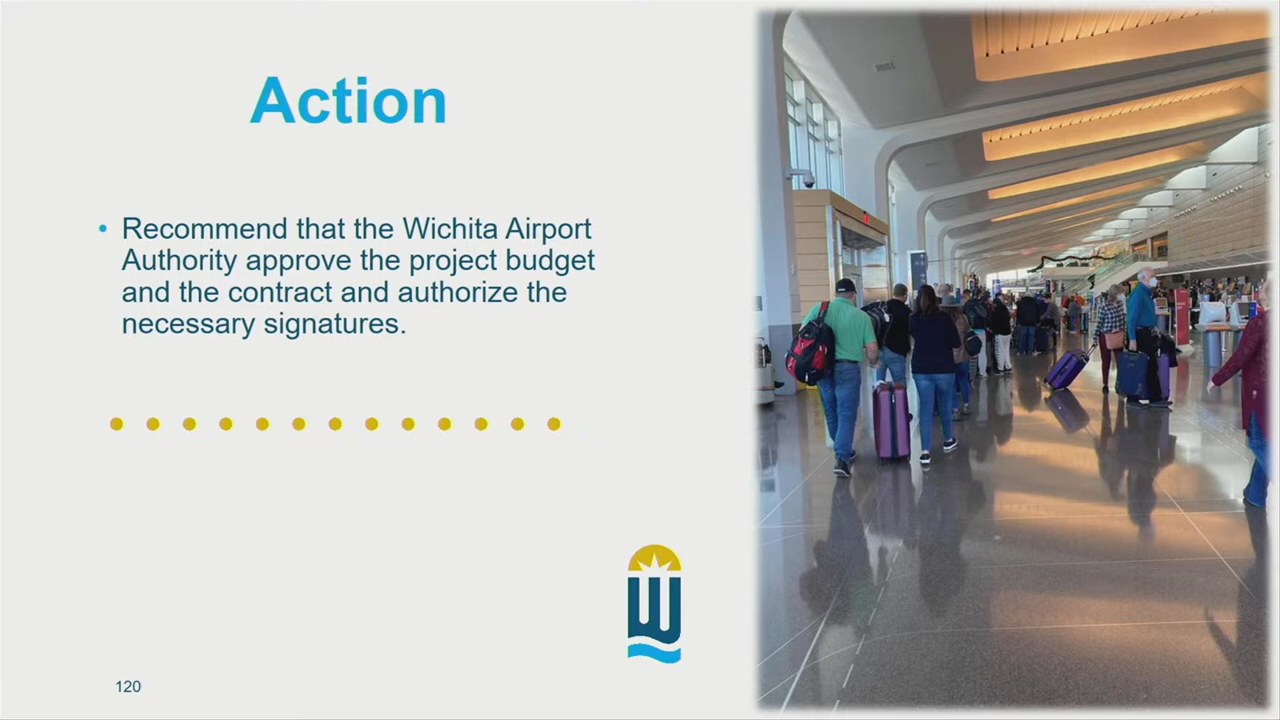 Action
• Recommend that the Wichita Airport
Authority approve the project budget
and the contract and authorize the
necessary signatures.
W
120